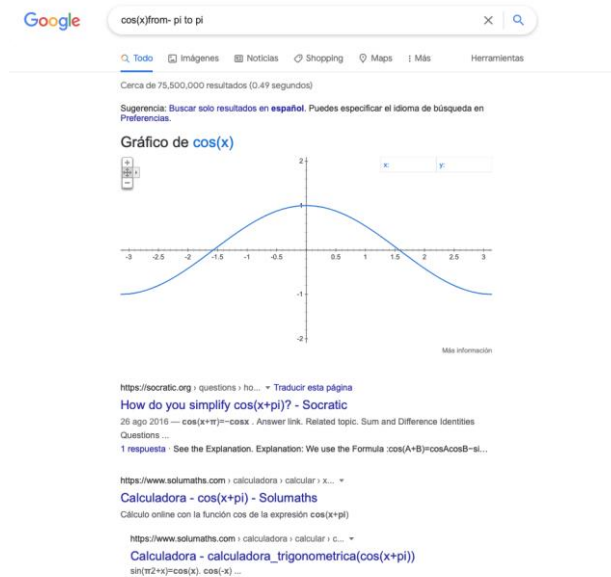 Google
cos(x)from- pi to pi
Todo Imágenes Noticias Shopping Maps Más Herramientas
Cerca de 75,500,000 resultados (0.49 segundos)
Sugerencia: Buscar solo resultados en español. Puedes especificar el idioma de búsqueda en
Preferencias.
Gráfico de cos(x)
x: y:
2
1
-3 -2.5 -2 -1.5 -1 -0.5 0.5 1 1.5 2 2.5 3
-1
-2
Más información
https://socratic.org › questions › ho... Traducir esta página
How do you simplify cos(x+pi)? - Socratic
26 ago 2016 — cos(x+π)=−cosx . Answer link. Related topic. Sum and Difference Identities
Questions ...
1 respuesta · See the Explanation. Explanation: We use the Formula :cos(A+B)=cosAcosB−si...
https://www.solumaths.com › calculadora › calcular › x...
Calculadora - cos(x+pi) - Solumaths
Cálculo online con la función cos de la expresión cos(x+pi)
https://www.solumaths.com › calculadora › calcular › c...
Calculadora - calculadora_trigonometrica(cos(x+pi))
sin(π2+x)=cos(x). cos(-x) ...